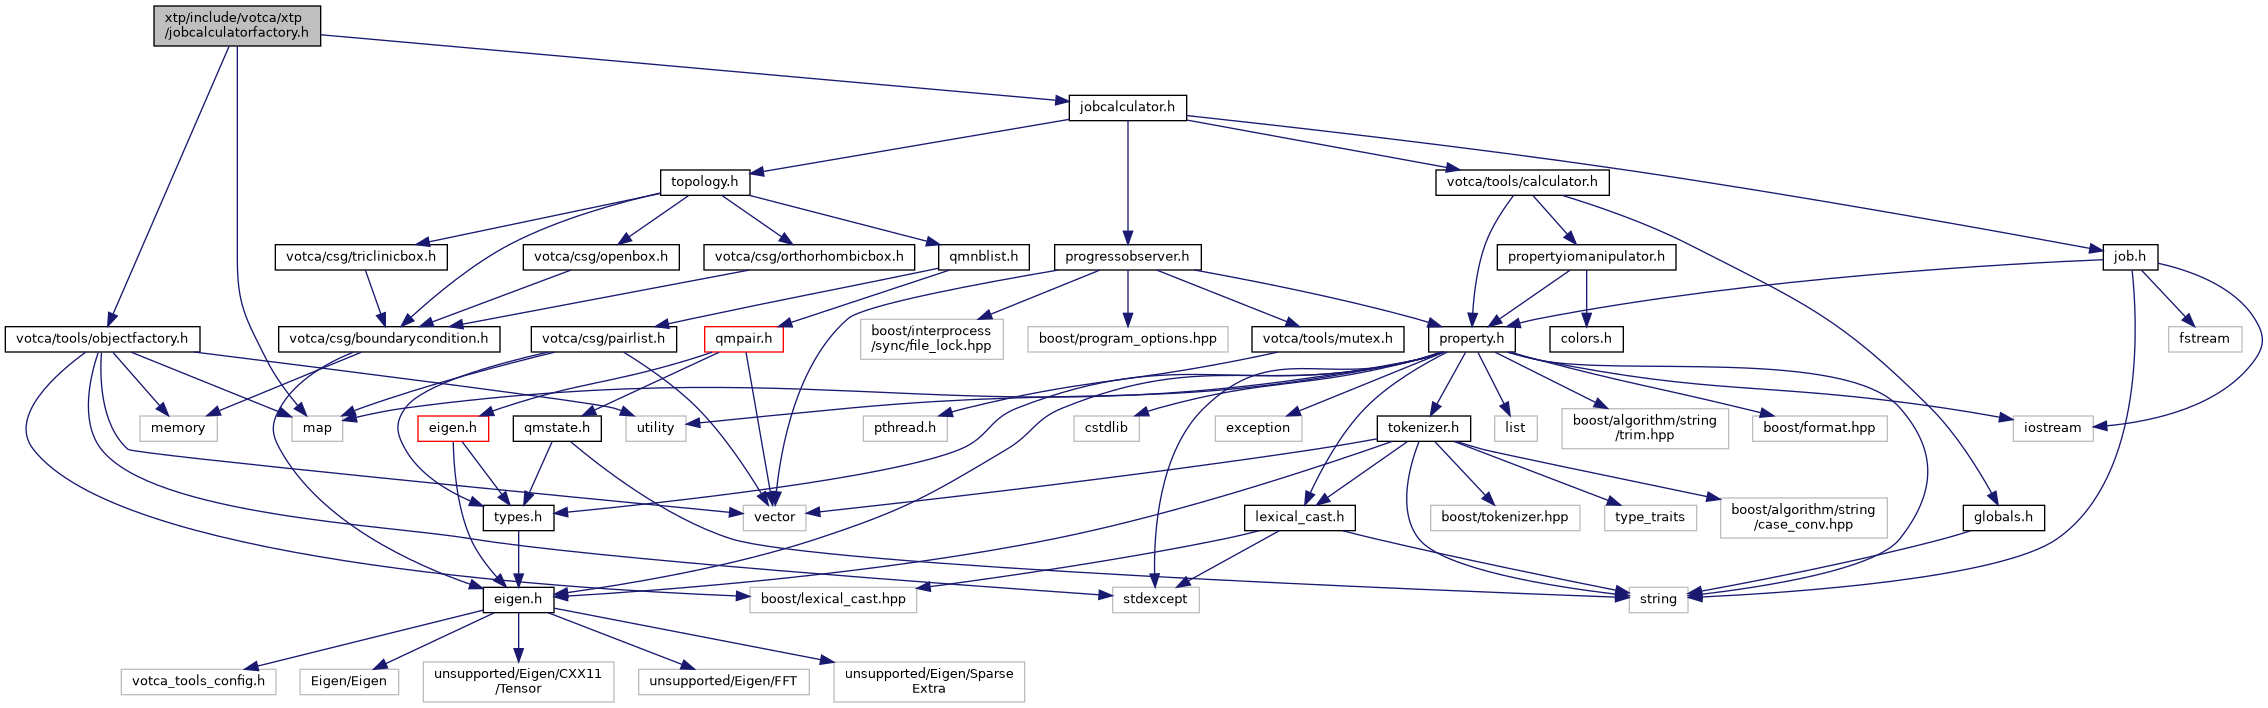 xtp/include/votca/xtp
/jobcalculatorfactory.h
jobcalculator.h
topology.h
votca/tools/calculator.h
votca/csg/triclinicbox.h
votca/csg/openbox.h
votca/csg/orthorhombicbox.h
qmnblist.h
progressobserver.h
propertyiomanipulator.h
job.h
votca/tools/objectfactory.h
votca/csg/boundarycondition.h
votca/csg/pairlist.h
qmpair.h
boost/interprocess
/sync/file_lock.hpp
boost/program_options.hpp
votca/tools/mutex.h
property.h
colors.h
fstream
memory
map
eigen.h
qmstate.h
utility
pthread.h
cstdlib
exception
tokenizer.h
list
boost/algorithm/string
/trim.hpp
boost/format.hpp
iostream
types.h
vector
lexical_cast.h
boost/tokenizer.hpp
type_traits
boost/algorithm/string
/case_conv.hpp
globals.h
eigen.h
boost/lexical_cast.hpp
stdexcept
string
votca_tools_config.h
Eigen/Eigen
unsupported/Eigen/CXX11
/Tensor
unsupported/Eigen/FFT
unsupported/Eigen/Sparse
Extra